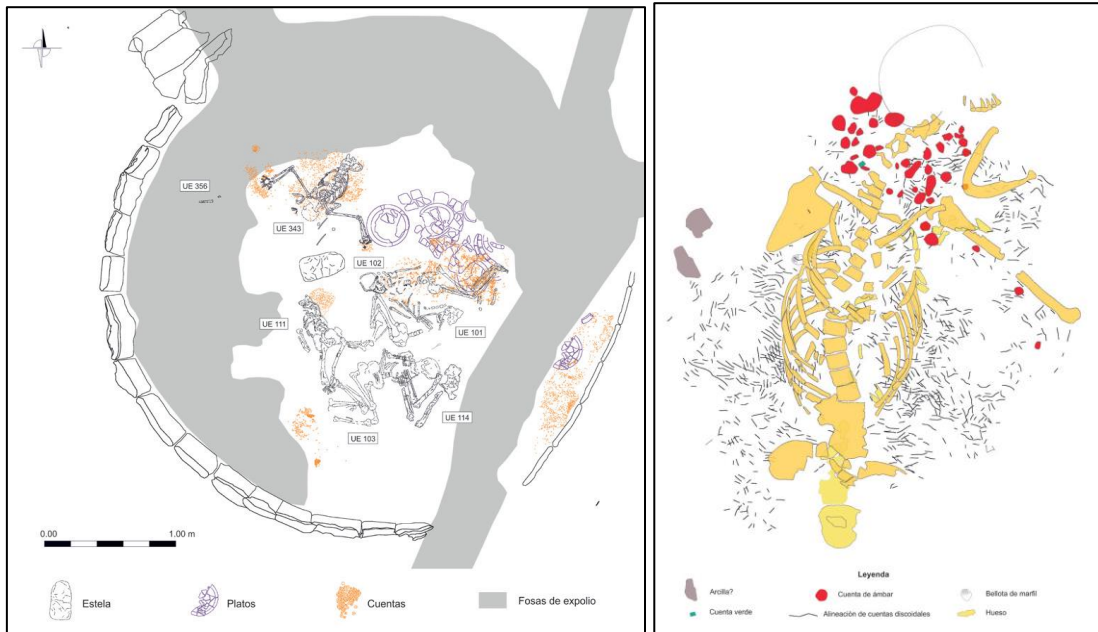 UE 356
UE 343
UE 102
UE 111
UE 101
UE 114
UE 103
0.00
1.00 m
Estela
Platos
Cuentas
Fosas de expolio
Leyenda
Arcilla?
Cuenta de ámbar
Bellota de marfil
Cuenta verde
Alineación de cuentas discoidales
Hueso